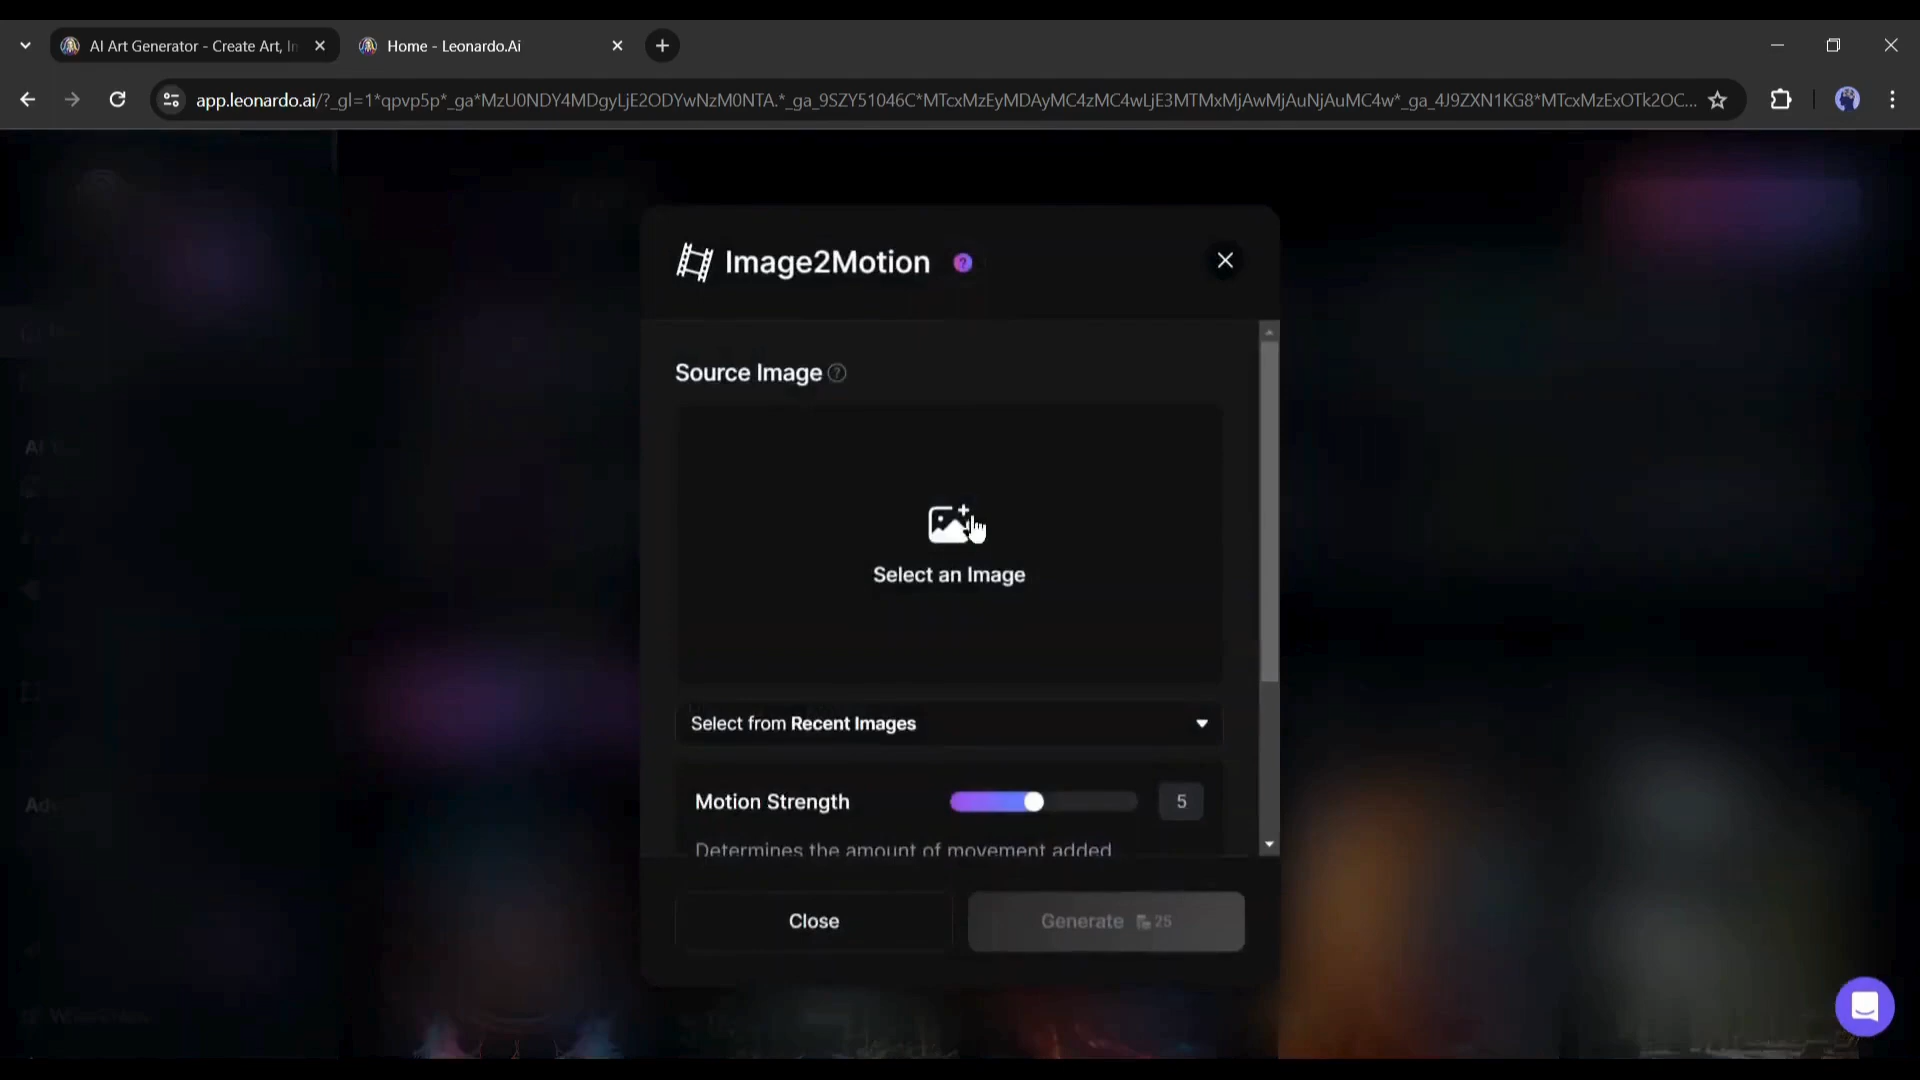 AI Art Generator - Create Art, I
Home - Leonardo.Ai
app.leonardo.ai/?_gl=1*qpvp5p*_ga*MzU0NDY4MDgyLjE2ODYwNzM0NTA.*_ga_9SZY51046C*MTcxMzEyMDAyMC4zMC4wLjE3MTMxMjAwMjAuNjAuMC4w*_ga_4J9ZXN1KG8*MTcxMzExOTk2OC...
Image2Motion ?
Source Image ?
Select an Image
Select from Recent Images
Motion Strength 5
Determines the amount of movement added
Close
Generate 25